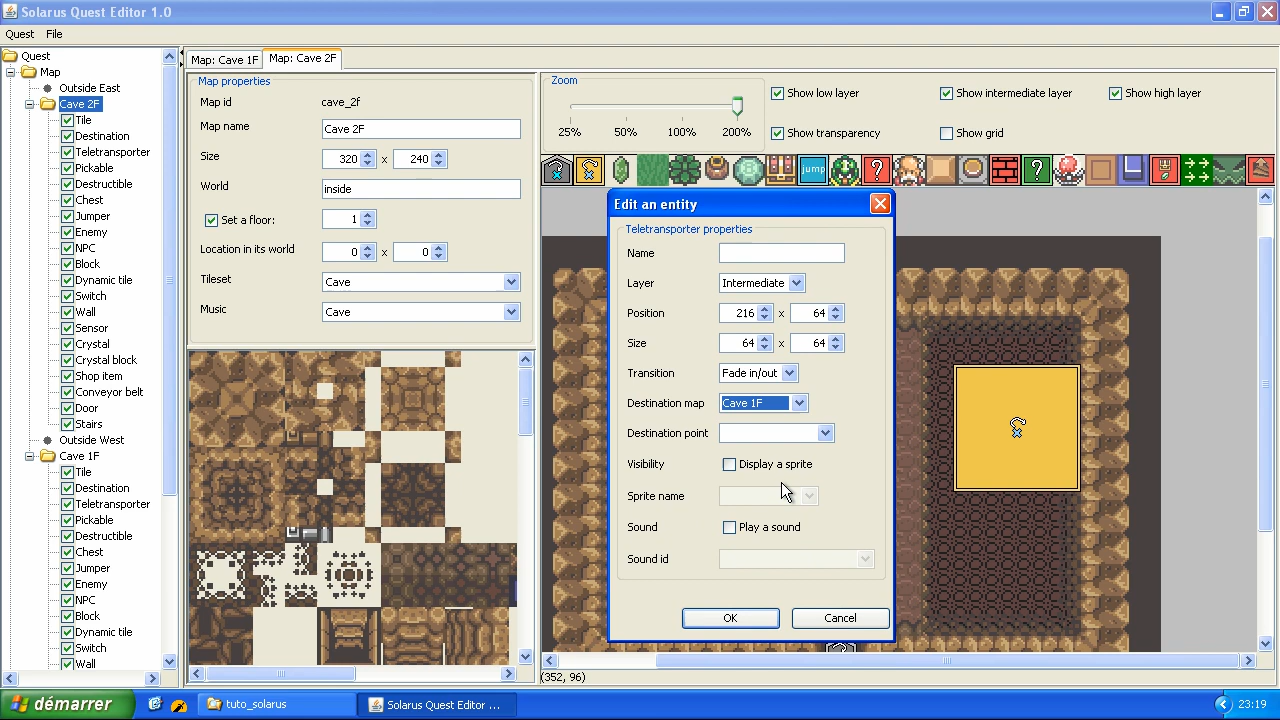 Solarus Quest Editor 1.0
Quest File
Quest
Map
Outside East
Cave 2F
Tile
Destination
Teletransporter
Pickable
Destructible
Chest
Jumper
Enemy
NPC
Block
Dynamic tile
Switch
Wall
Sensor
Crystal
Crystal block
Shop item
Conveyor belt
Door
Stairs
Outside West
Cave 1F
Tile
Destination
Teletransporter
Pickable
Destructible
Chest
Jumper
Enemy
NPC
Block
Dynamic tile
Switch
Wall
Map: Cave 1F
Map: Cave 2F
Map properties
Map id cave_2f
Map name Cave 2F
Size 320 x 240
World inside
Set a floor: 1
Location in its world 0 x 0
Tileset Cave
Music Cave
Zoom
25% 50% 100% 200%
Show low layer
Show intermediate layer
Show high layer
Show transparency
Show grid
jump
? ?
Edit an entity
Teletransporter properties
Name
Layer Intermediate
Position 216 x 64
Size 64 x 64
Transition Fade in/out
Destination map Cave 1F
Destination point
Visibility Display a sprite
Sprite name
Sound Play a sound
Sound id
OK Cancel
(352, 96)
démarrer
tuto_solarus
Solarus Quest Editor ...
23:19